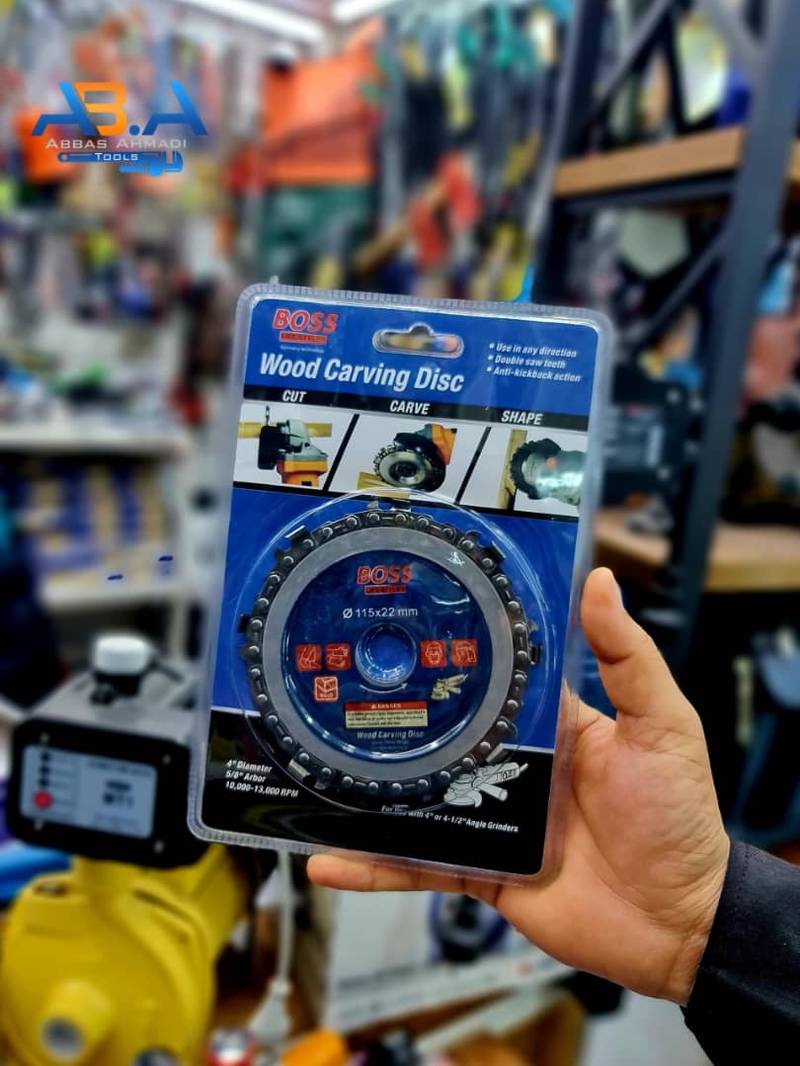 AB.A
ABBAS AHMADI
TOOLS
BOSS
Wood Carving Disc
* Use in any direction
* Double saw teeth
* Anti-kickback action
CUT
CARVE
SHAPE
BOSS
Ø 115x22 mm
DANGER
Wood Carving Disc
4" Diameter
5/8" Arbor
10,000-13,000 RPM
with 4" or 4-1/2" Angle Grinders